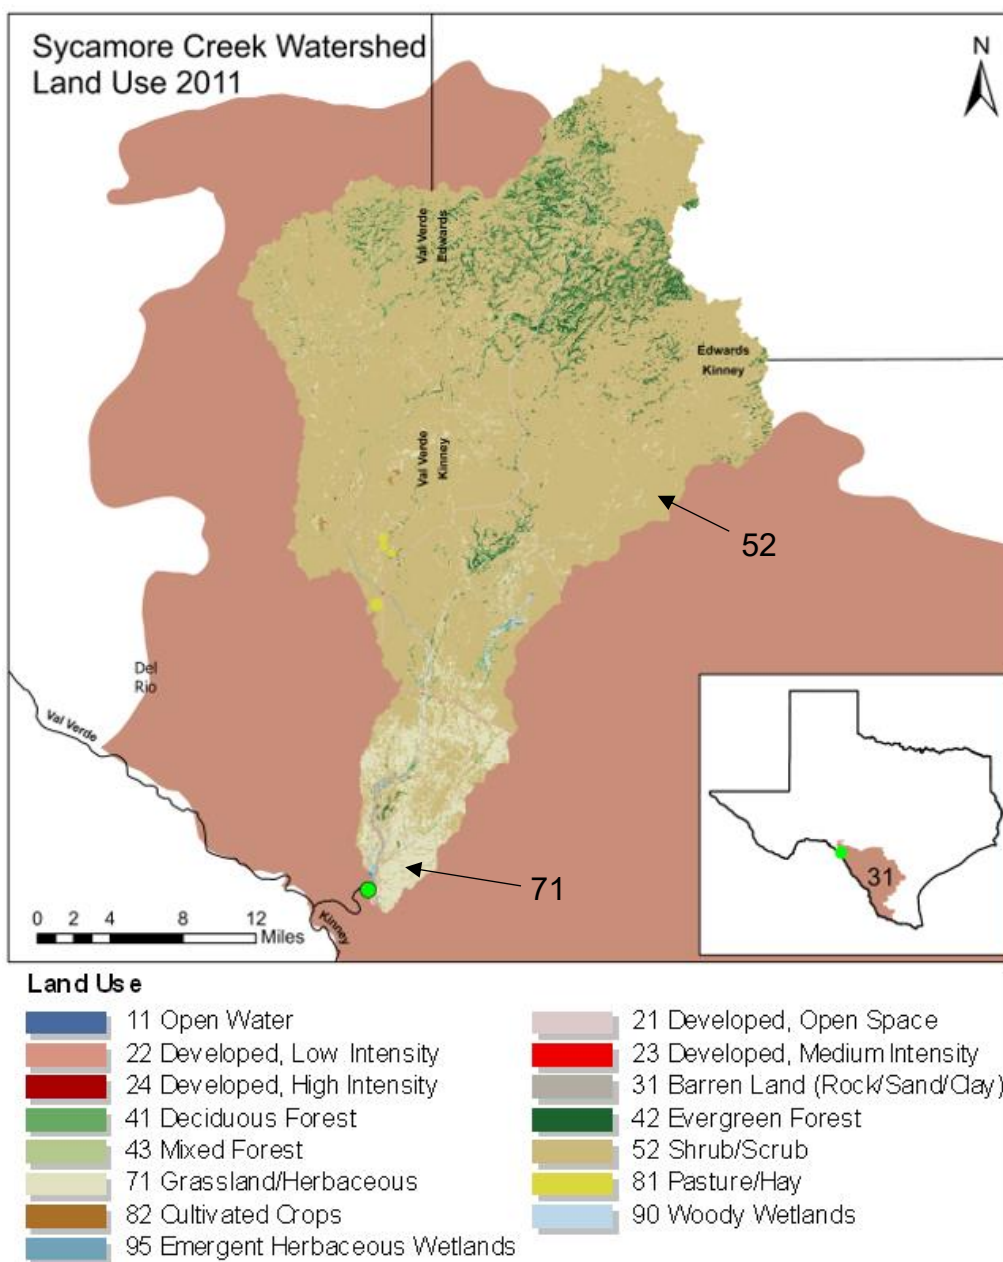 Sycamore Creek Watershed
Land Use 2011
N
Val Verde
Edwards
Edwards
Kinney
Val Verde
Kinney
52
Del
Rio
Val Verde
71
31
Kinney
0 2 4 8 12
Miles
Land Use
11 Open Water
21 Developed, Open Space
22 Developed, Low Intensity
23 Developed, Medium Intensity
24 Developed, High Intensity
31 Barren Land (Rock/Sand/Clay)
41 Deciduous Forest
42 Evergreen Forest
43 Mixed Forest
52 Shrub/Scrub
71 Grassland/Herbaceous
81 Pasture/Hay
82 Cultivated Crops
90 Woody Wetlands
95 Emergent Herbaceous Wetlands